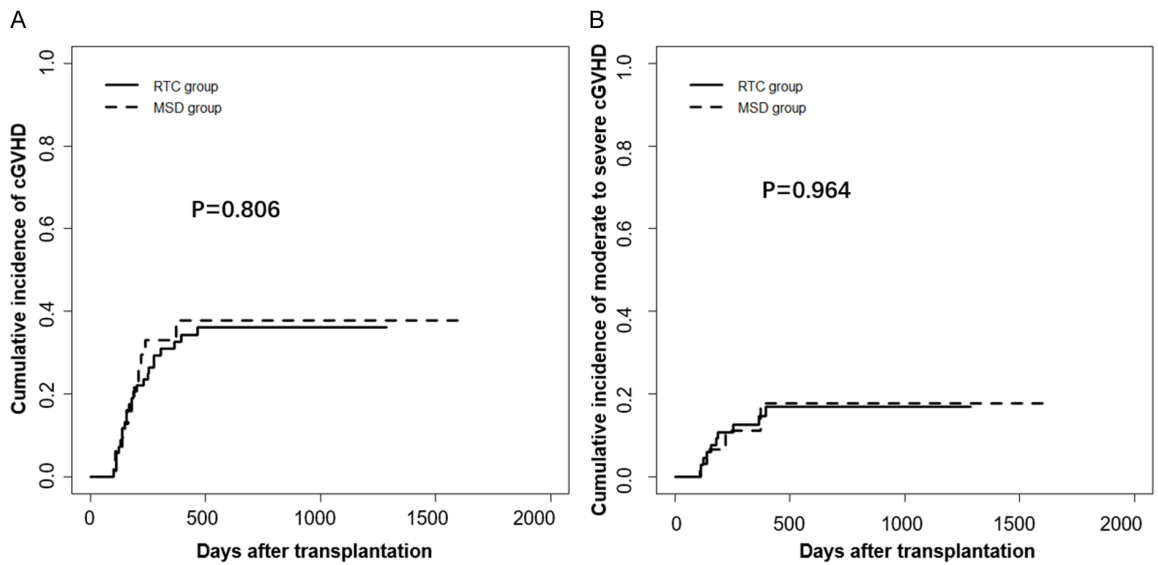 A
Cumulative incidence of cGVHD
1.0
0.8
0.6
0.4
0.2
0.0
RTC group
MSD group
P=0.806
0
500
1000
1500
2000
Days after transplantation
B
Cumulative incidence of moderate to severe cGVHD
1.0
0.8
0.6
0.4
0.2
0.0
RTC group
MSD group
P=0.964
0
500
1000
1500
2000
Days after transplantation